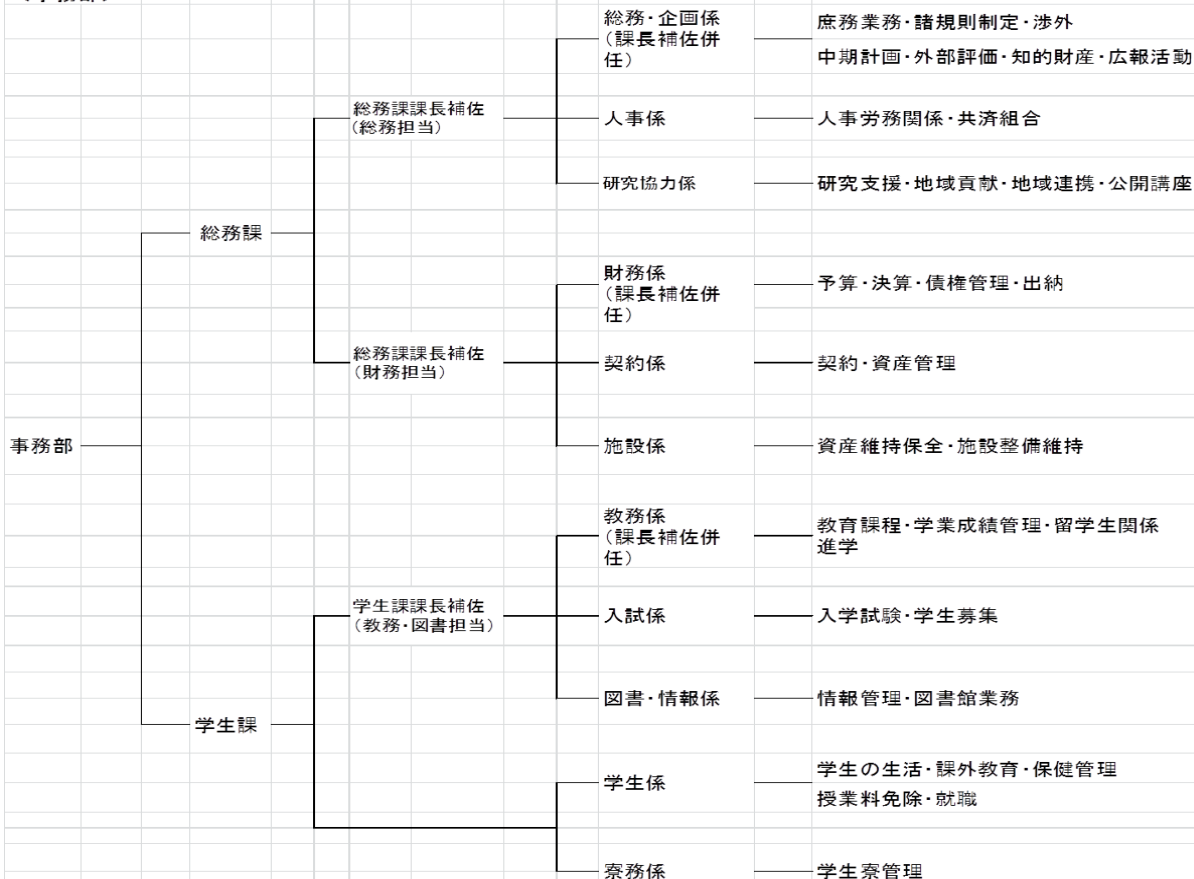 総務・企画係
(課長補佐併
任)
庶務業務・諸規則制定・渉外
中期計画・外部評価・知的財産・広報活動
総務課課長補佐
(総務担当)
人事係
人事労務関係・共済組合
研究協力係
研究支援・地域貢献・地域連携・公開講座
総務課
財務係
(課長補佐併
任)
予算・決算・債権管理・出納
総務課課長補佐
(財務担当)
契約係
契約・資産管理
事務部
施設係
資産維持保全・施設整備維持
教務係
(課長補佐併
任)
教育課程・学業成績管理・留学生関係
進学
学生課課長補佐
(教務・図書担当)
入試係
入学試験・学生募集
図書・情報係
情報管理・図書館業務
学生課
学生係
学生の生活・課外教育・保健管理
授業料免除・就職
寮務係
学生寮管理